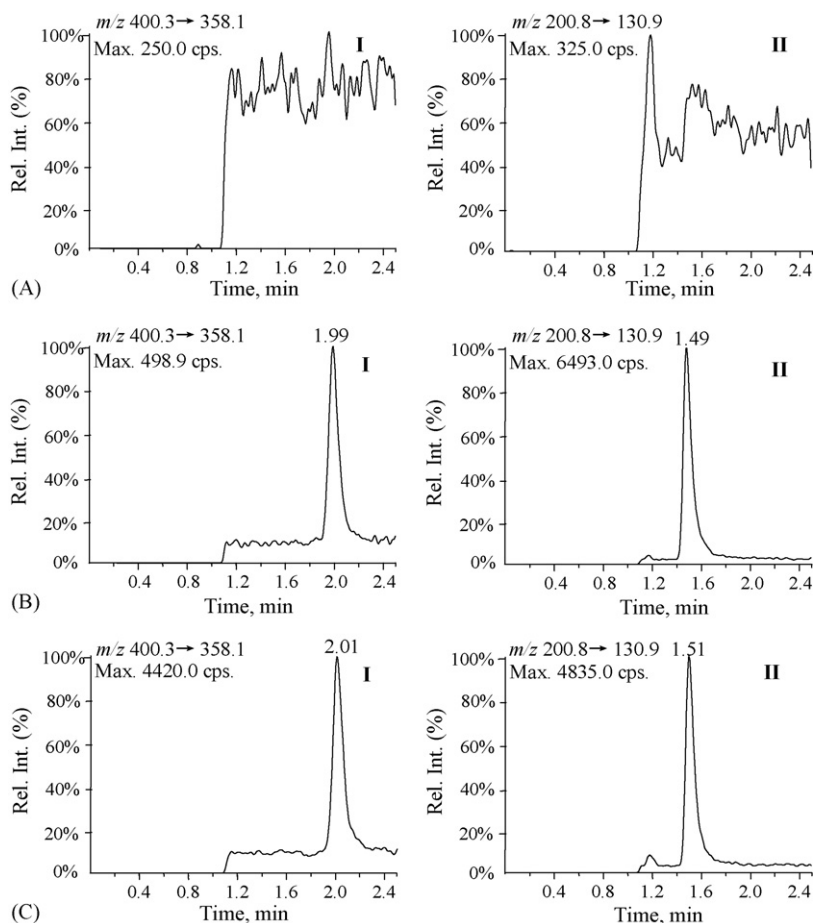 m/z 400.3→358.1
Max. 250.0 cps.
I
100%
80%
60%
40%
20%
0%
Rel. Int. (%)
0.4 0.8 1.2 1.6 2.0 2.4
Time, min
(A)
m/z 200.8→130.9
Max. 325.0 cps.
II
100%
80%
60%
40%
20%
0%
Rel. Int. (%)
0.4 0.8 1.2 1.6 2.0 2.4
Time, min
m/z 400.3→358.1
Max. 498.9 cps.
1.99
I
100%
80%
60%
40%
20%
0%
Rel. Int. (%)
0.4 0.8 1.2 1.6 2.0 2.4
Time, min
(B)
m/z 200.8→130.9
Max. 6493.0 cps.
1.49
II
100%
80%
60%
40%
20%
0%
Rel. Int. (%)
0.4 0.8 1.2 1.6 2.0 2.4
Time, min
m/z 400.3→358.1
Max. 4420.0 cps.
2.01
I
100%
80%
60%
40%
20%
0%
Rel. Int. (%)
0.4 0.8 1.2 1.6 2.0 2.4
Time, min
(C)
m/z 200.8→130.9
Max. 4835.0 cps.
1.51
II
100%
80%
60%
40%
20%
0%
Rel. Int. (%)
0.4 0.8 1.2 1.6 2.0 2.4
Time, min